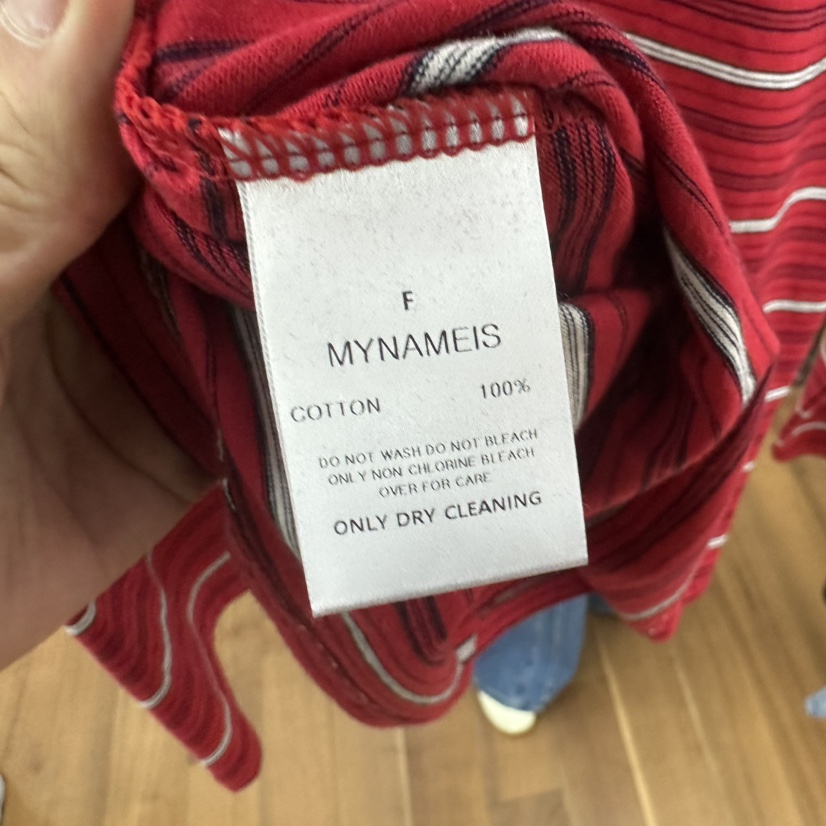 F
MYNAMEIS
COTTON 100%
DO NOT WASH DO NOT BLEACH
ONLY NON CHLORINE BLEACH
OVER FOR CARE
ONLY DRY CLEANING